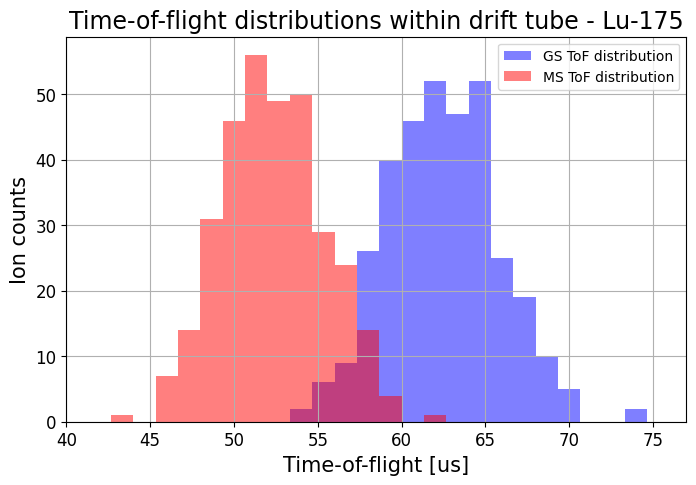 Time-of-flight distributions within drift tube - Lu-175
GS ToF distribution
MS ToF distribution
Ion counts
50
40
30
20
10
0
40 45 50 55 60 65 70 75
Time-of-flight [us]